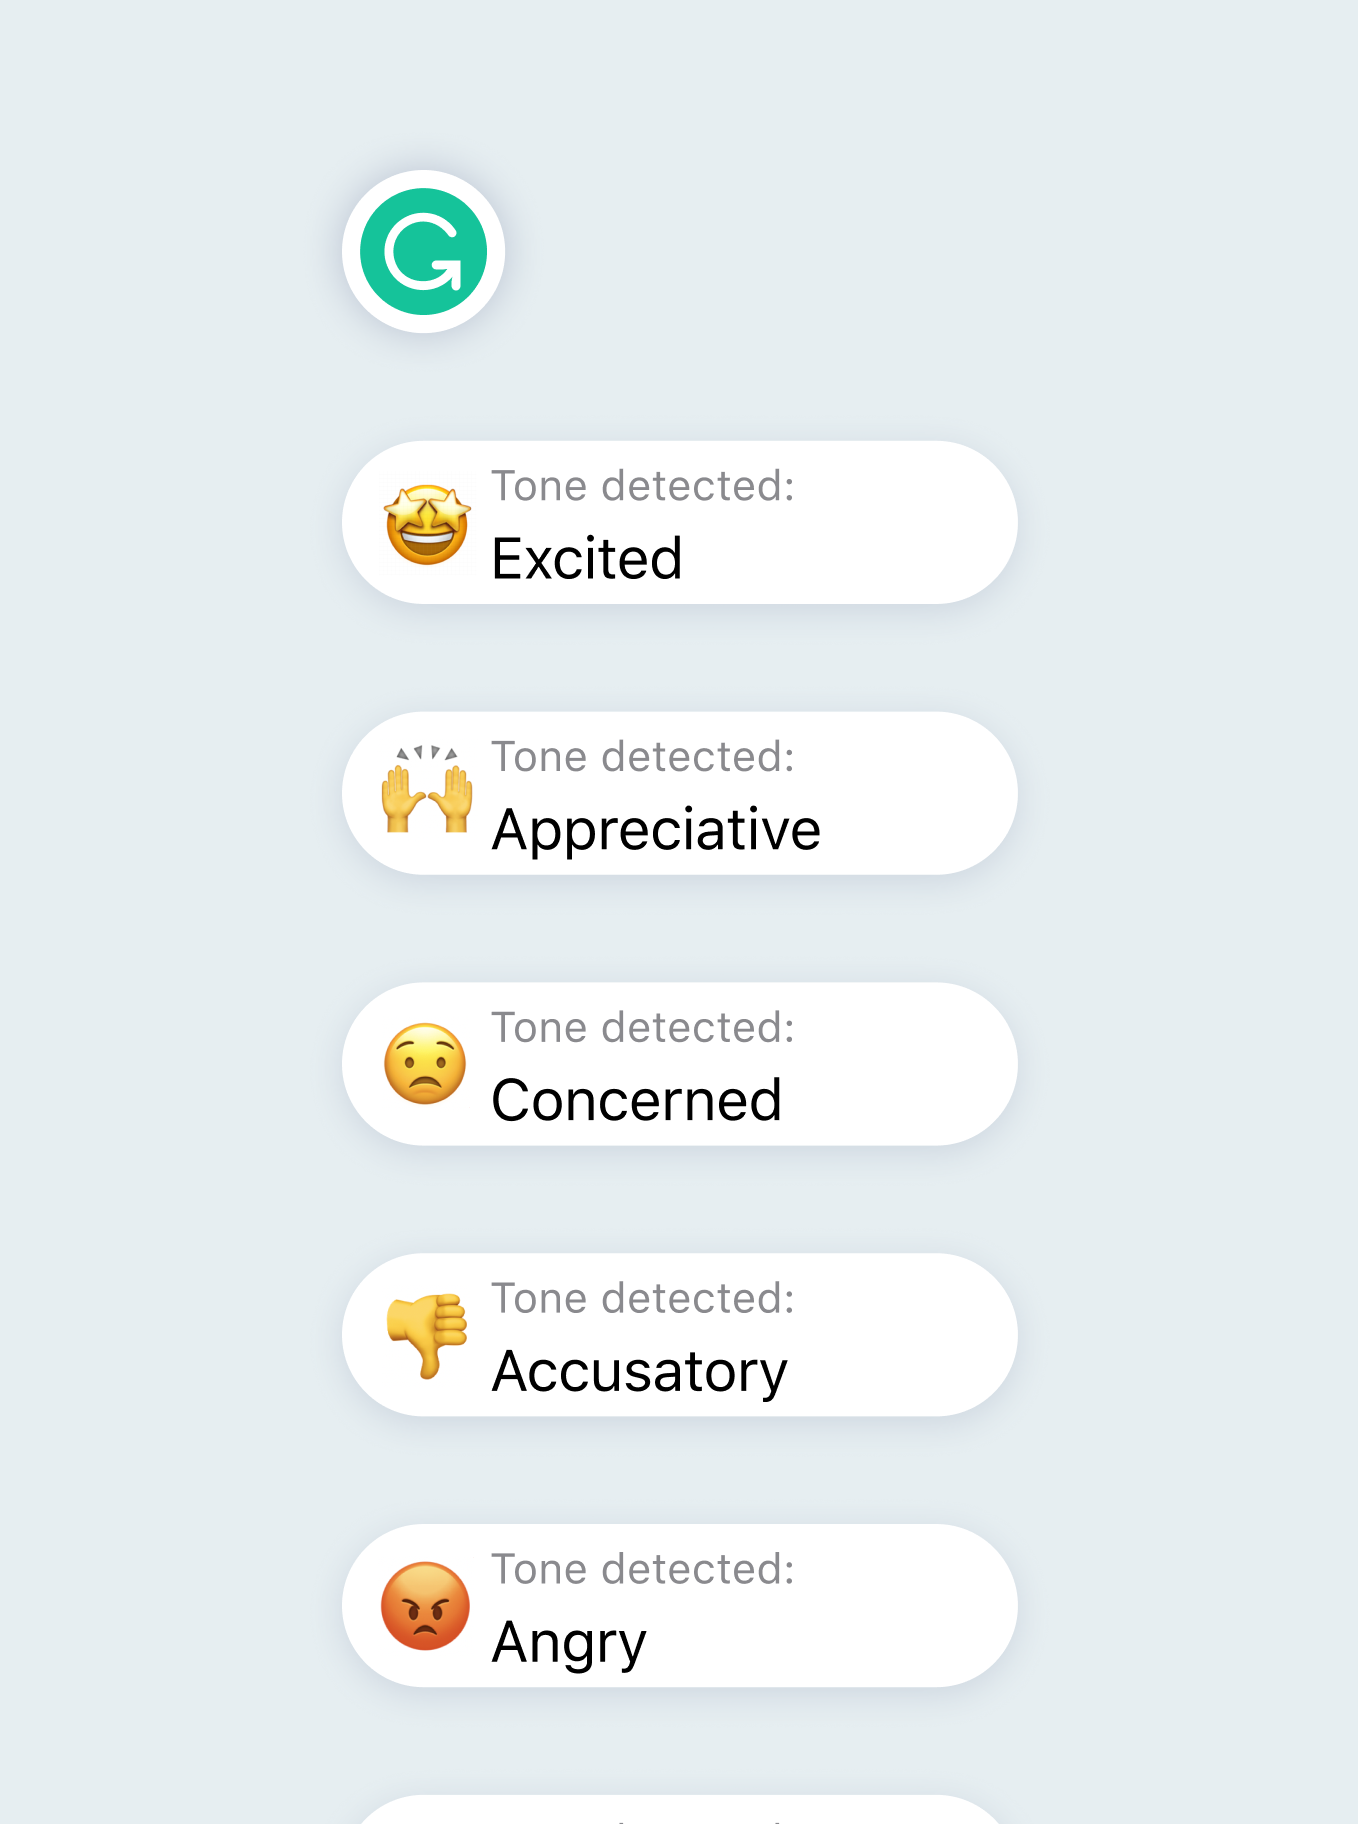 G
Tone detected:
Excited
Tone detected:
Appreciative
Tone detected:
Concerned
Tone detected:
Accusatory
Tone detected:
Angry